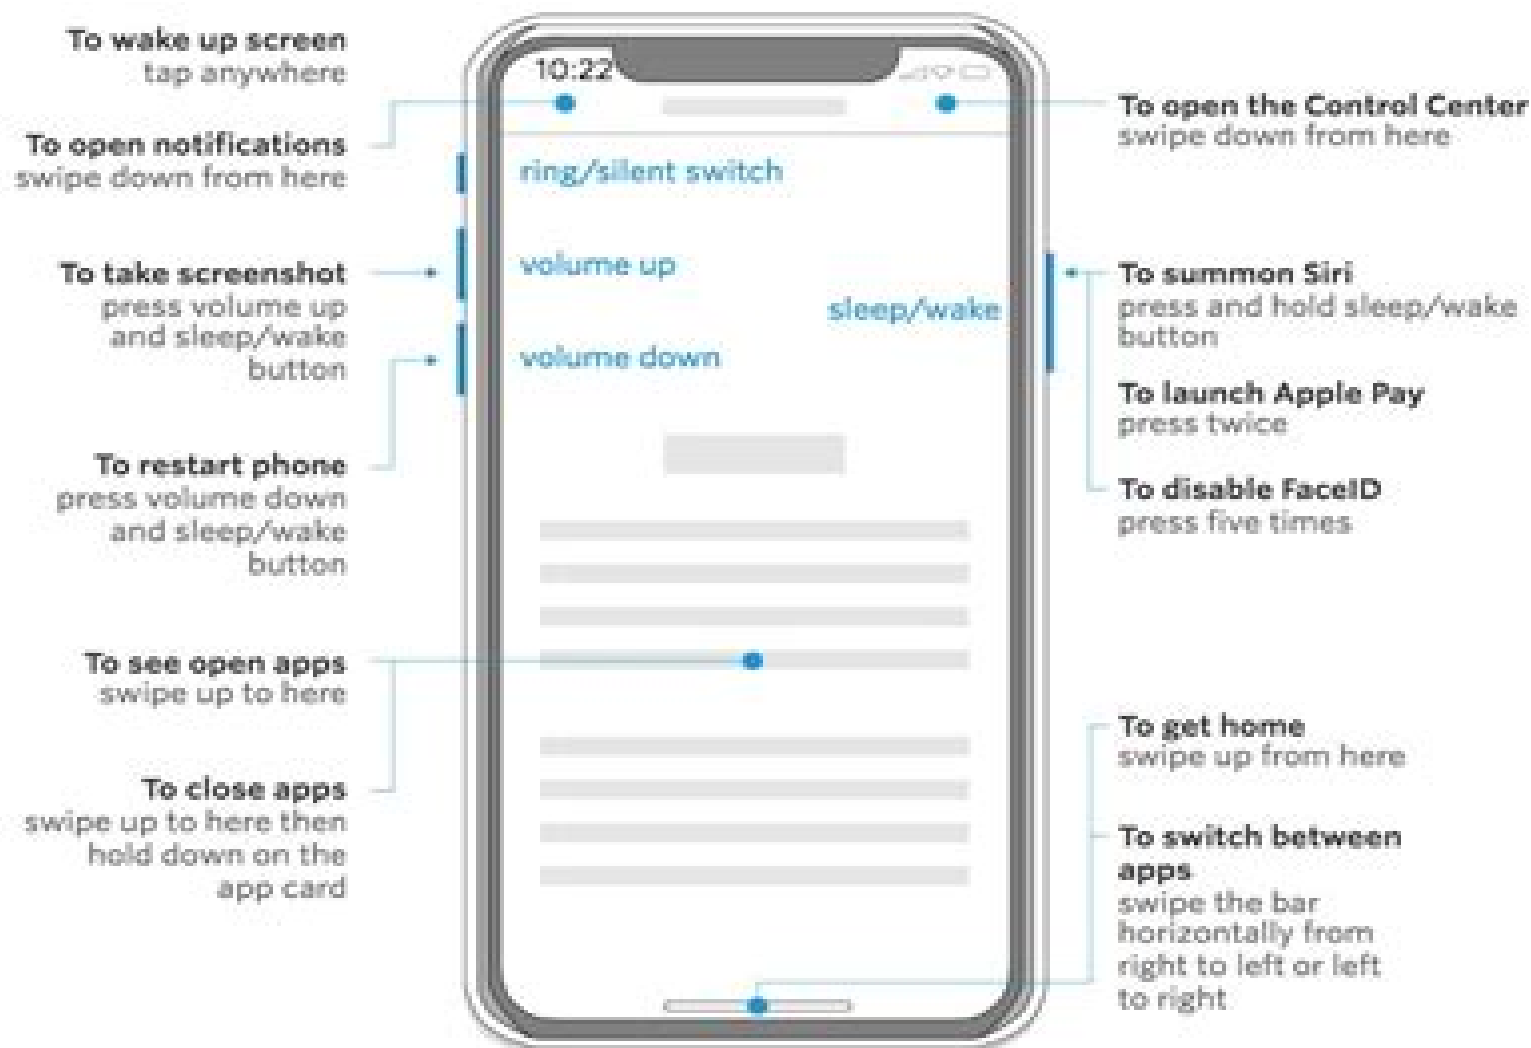 To wake up screen
tap anywhere
To open notifications
swipe down from here
To take screenshot
press volume up
and sleep/wake
button
To restart phone
press volume down
and sleep/wake
button
To see open apps
swipe up to here
To close apps
swipe up to here then
hold down on the
app card
10:22
ring/silent switch
volume up
sleep/wake
volume down
To open the Control Center
swipe down from here
To summon Siri
press and hold sleep/wake
button
To launch Apple Pay
press twice
To disable FaceID
press five times
To get home
swipe up from here
To switch between
apps
swipe the bar
horizontally from
right to left or left
to right